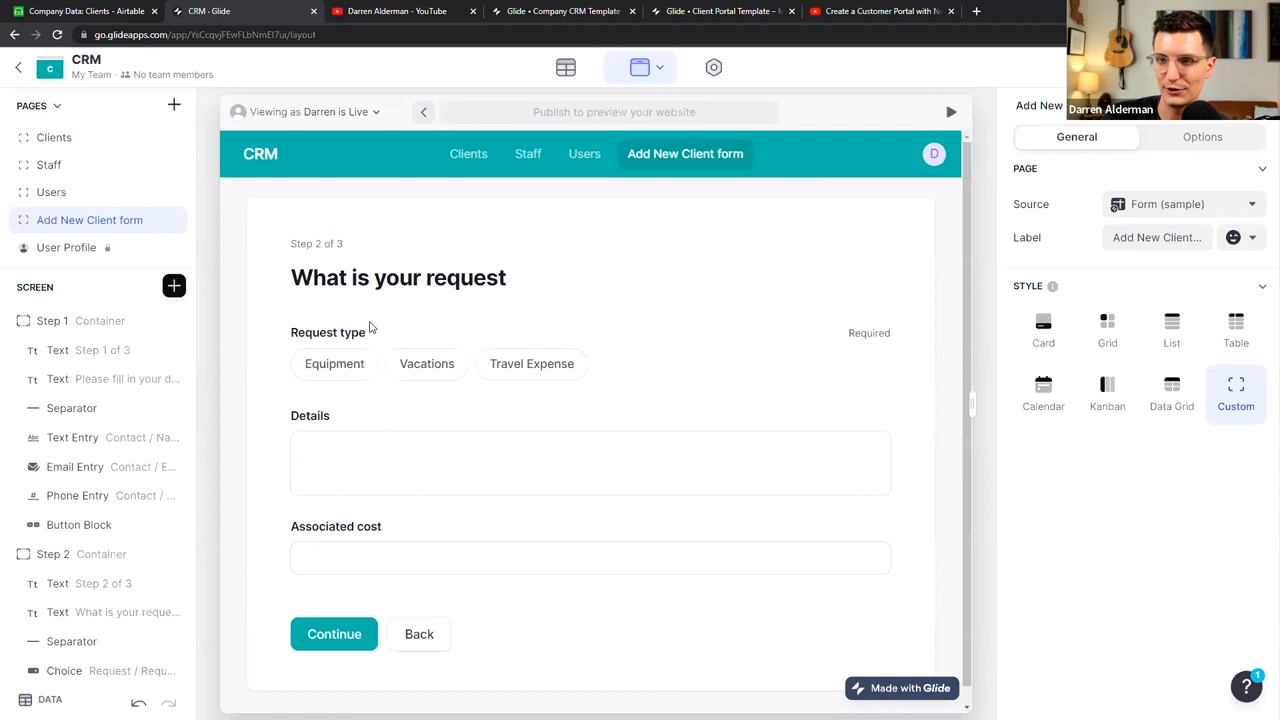 Company Data: Clients - Airtable
CRM · Glide
Darren Alderman - YouTube
Glide • Company CRM Template
Glide • Client Portal Template –
Create a Customer Portal with N
go.glideapps.com/app/YsCcqvjFEwFLbNmEI7ui/layout
C
CRM
My Team
No team members
Darren Alderman
PAGES
Clients
Staff
Users
Add New Client form
User Profile
SCREEN
Step 1 Container
Tt Text Step 1 of 3
Tt Text Please fill in your d...
Separator
Abc Text Entry Contact / Na...
Email Entry Contact / E...
# Phone Entry Contact / ...
Button Block
Step 2 Container
Tt Text Step 2 of 3
Tt Text What is your reque...
Separator
Choice Request / Requ...
DATA
Viewing as Darren is Live
Publish to preview your website
CRM
Clients
Staff
Users
Add New Client form
D
Step 2 of 3
What is your request
Request type
Required
Equipment
Vacations
Travel Expense
Details
Associated cost
Continue
Back
Made with Glide
Add New
General
Options
PAGE
Source
Form (sample)
Label
Add New Client...
STYLE
Card
Grid
List
Table
Calendar
Kanban
Data Grid
Custom
?
1